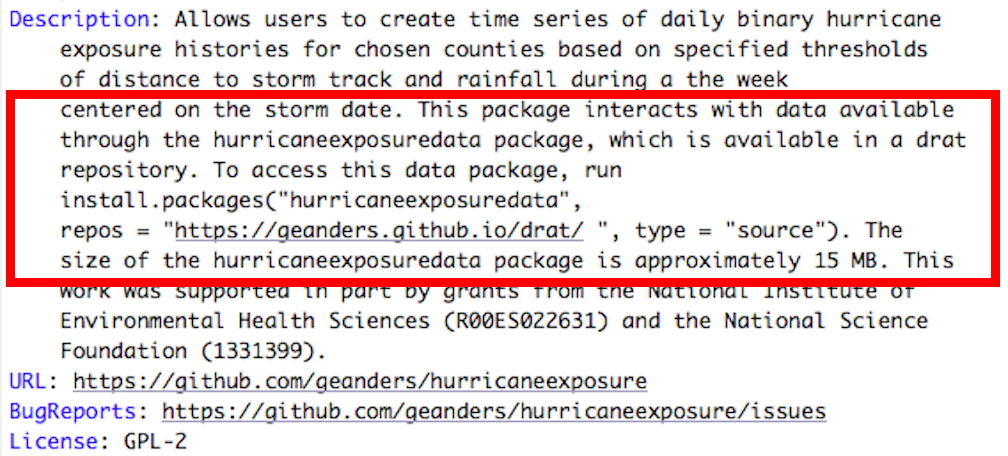 Description: Allows users to create time series of daily binary hurricane
exposure histories for chosen counties based on specified thresholds
of distance to storm track and rainfall during a the week
centered on the storm date. This package interacts with data available
through the hurricaneexposuredata package, which is available in a drat
repository. To access this data package, run
install.packages("hurricaneexposuredata",
repos = "https://geanders.github.io/drat/ ", type = "source"). The
size of the hurricaneexposuredata package is approximately 15 MB. This
work was supported in part by grants from the National Institute of
Environmental Health Sciences (R00ES022631) and the National Science
Foundation (1331399).
URL: https://github.com/geanders/hurricaneexposure
BugReports: https://github.com/geanders/hurricaneexposure/issues
License: GPL-2